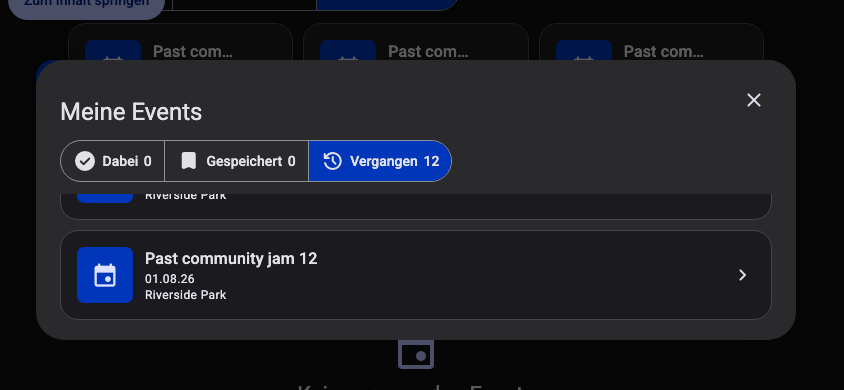 Zum Inhalt springen
Past com…
Past com…
Past com…
Meine Events
Dabei 0
Gespeichert 0
Vergangen 12
Riverside Park
Past community jam 12
01.08.26
Riverside Park